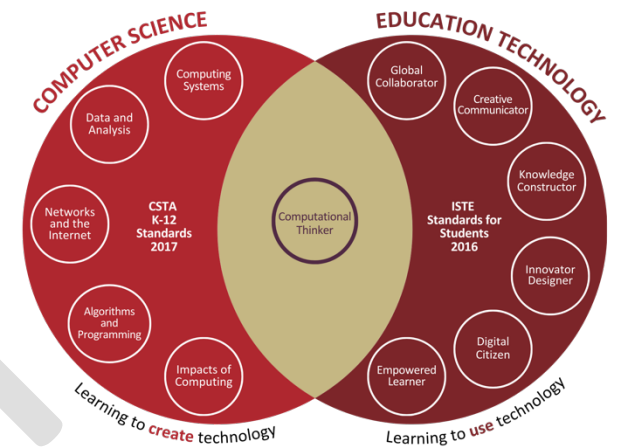 COMPUTER SCIENCE
EDUCATION TECHNOLOGY
Computing
Systems
Data and
Analysis
Networks
and the
Internet
Algorithms
and
Programming
Impacts of
Computing
CSTA
K-12
Standards
2017
Computational
Thinker
ISTE
Standards for
Students
2016
Global
Collaborator
Creative
Communicator
Knowledge
Constructor
Innovator
Designer
Digital
Citizen
Empowered
Learner
Learning to create technology
Learning to use technology